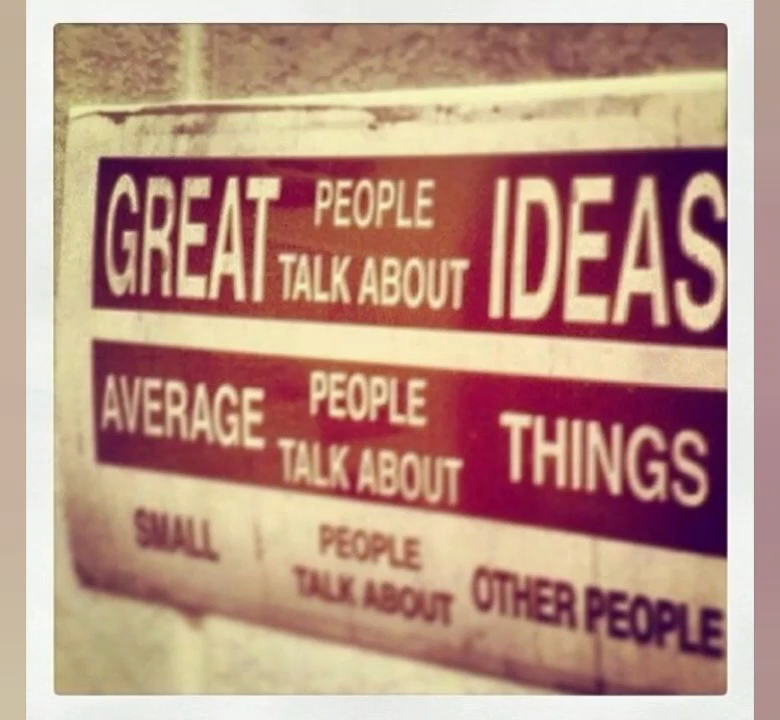 GREAT PEOPLE TALK ABOUT IDEAS
AVERAGE PEOPLE TALK ABOUT THINGS
SMALL PEOPLE TALK ABOUT OTHER PEOPLE